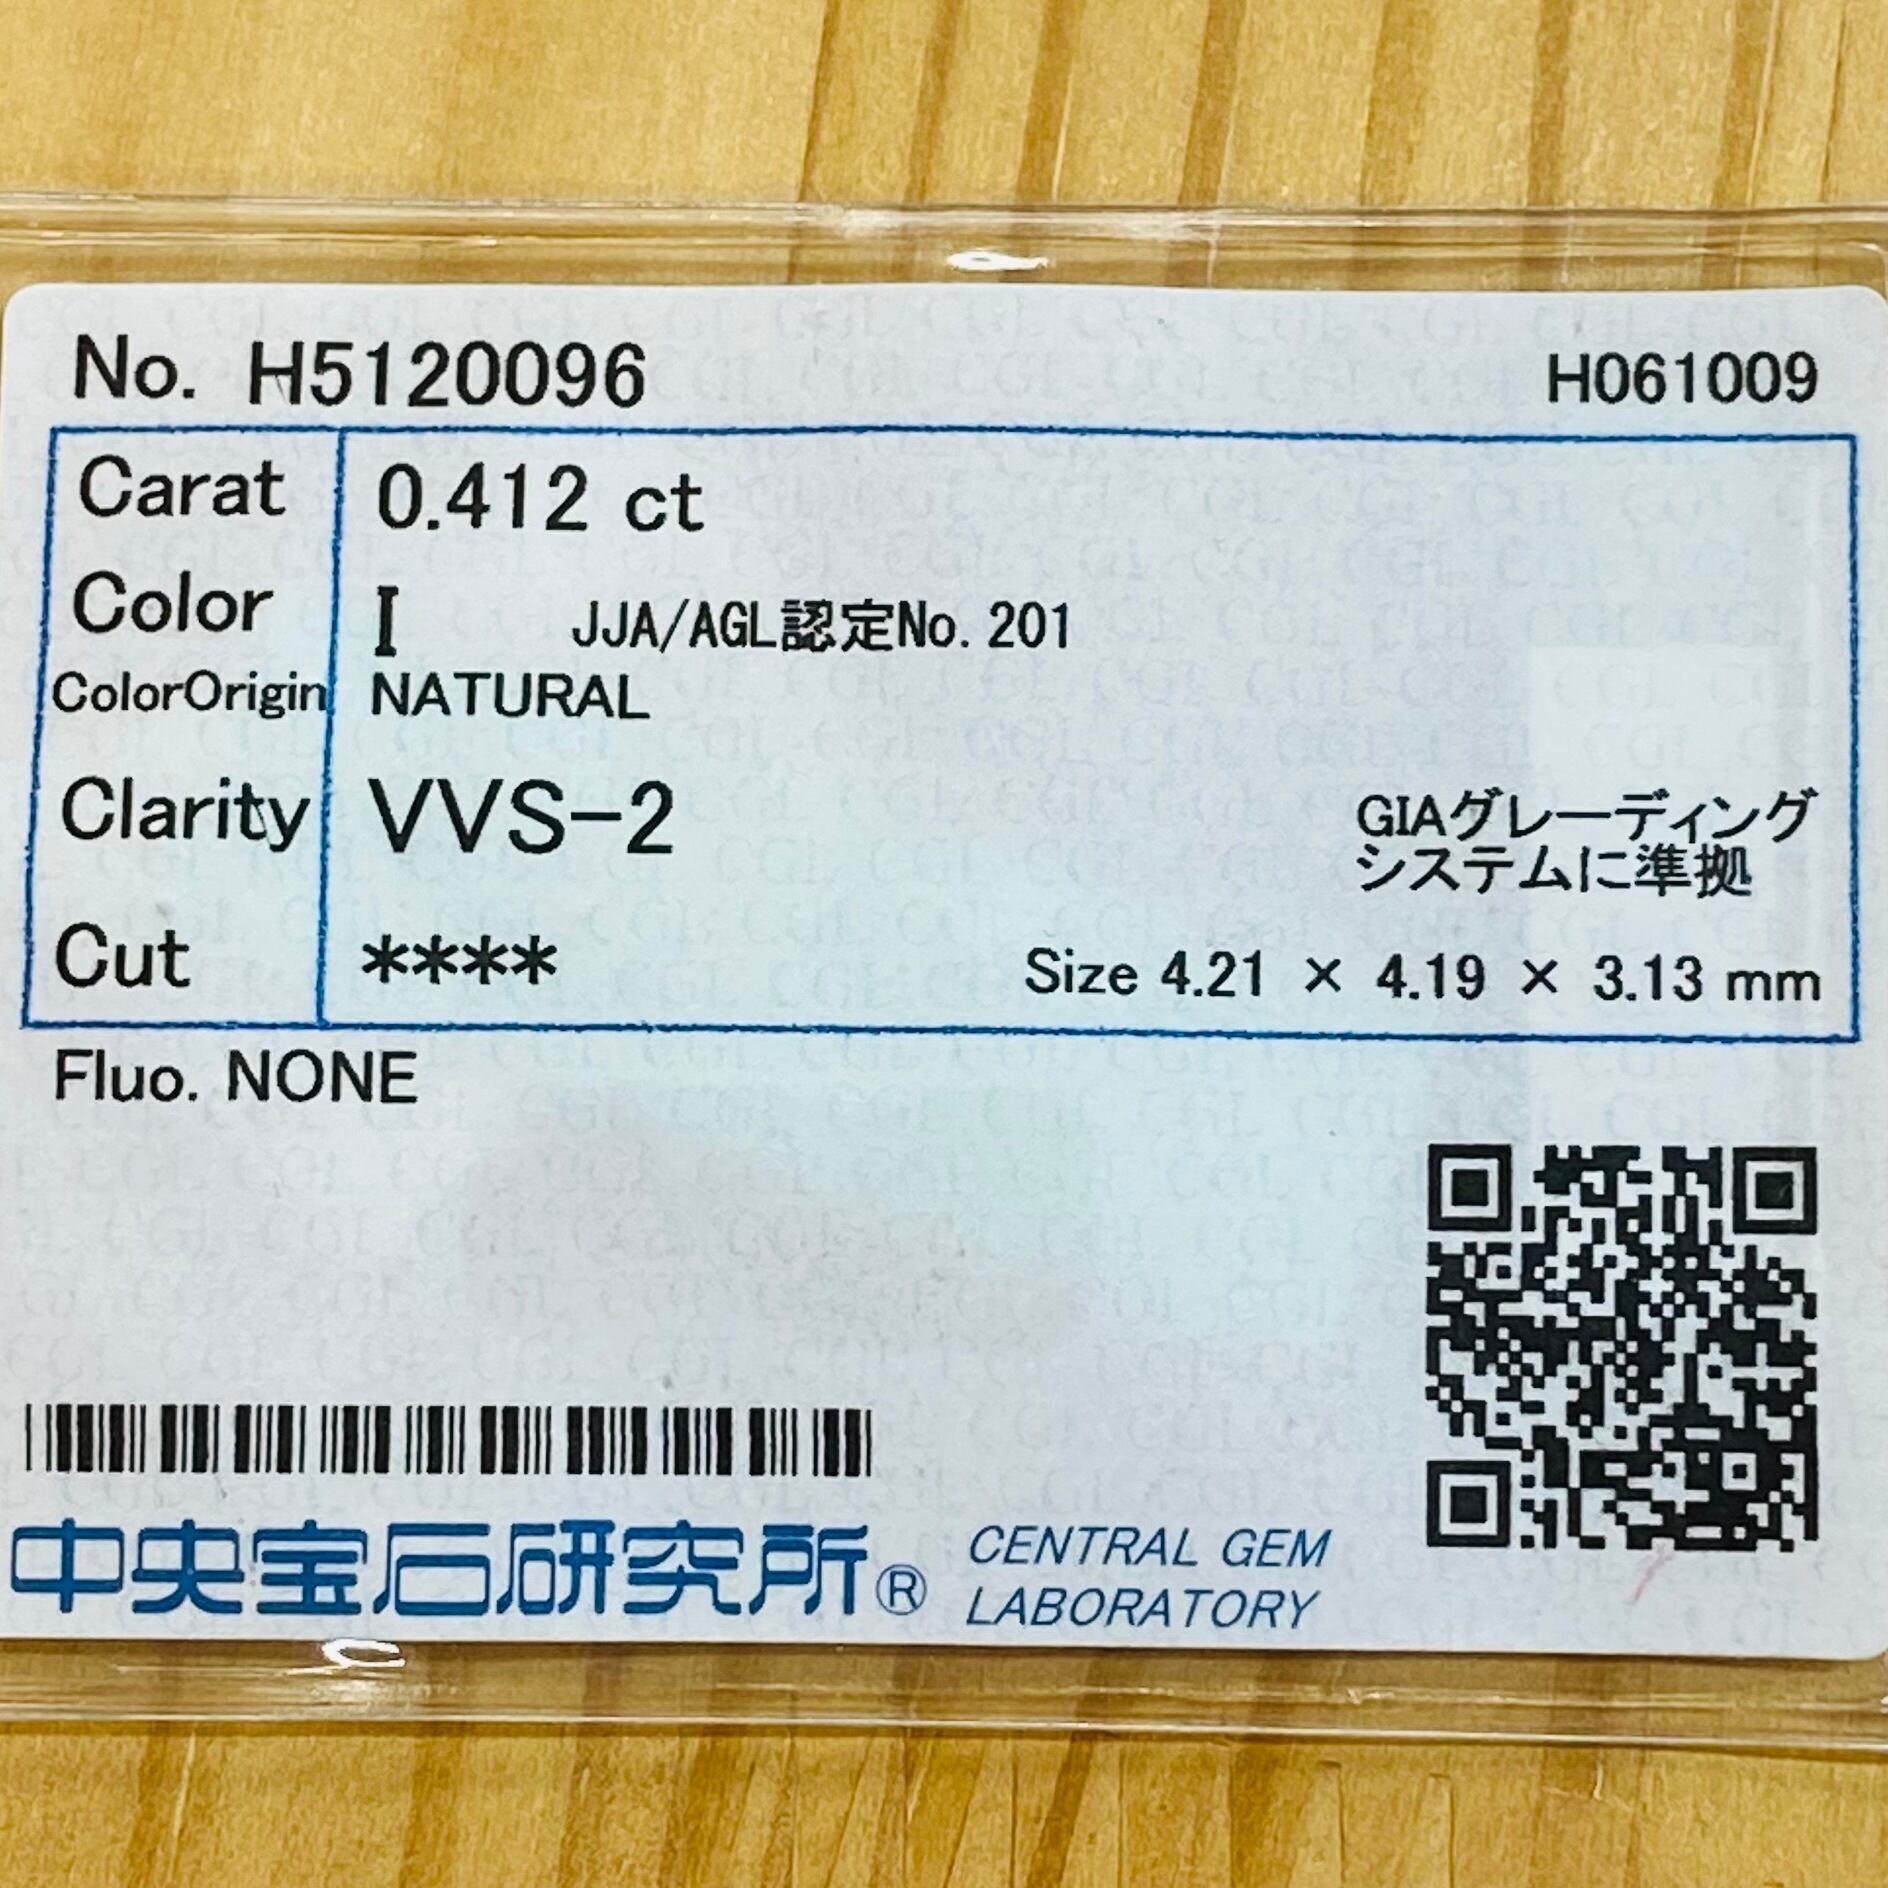 No. H5120096 H061009
Carat 0.412 ct
Color I JJA/AGL認定No.201
ColorOrigin NATURAL
Clarity VVS-2 GIAグレーディング
システムに準拠
Cut **** Size 4.21 × 4.19 × 3.13 mm
Fluo. NONE
中央宝石研究所® CENTRAL GEM
LABORATORY